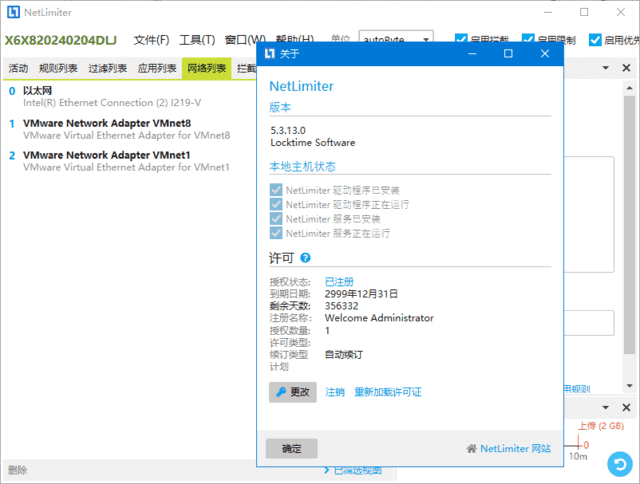 NetLimiter
X6X820240204DLJ 文件(F) 工具(T) 窗口(W) 帮助(H) 单位 autoByte 启用拦截 启用限制 启用优先
活动 规则列表 过滤列表 应用列表 网络列表 拦截
0 以太网
Intel(R) Ethernet Connection (2) I219-V
1 VMware Network Adapter VMnet8
VMware Virtual Ethernet Adapter for VMnet8
2 VMware Network Adapter VMnet1
VMware Virtual Ethernet Adapter for VMnet1
关于
NetLimiter
版本
5.3.13.0
Locktime Software
本地主机状态
NetLimiter 驱动程序已安装
NetLimiter 驱动程序正在运行
NetLimiter 服务已安装
NetLimiter 服务正在运行
许可 ?
授权状态: 已注册
到期日期: 2999年12月31日
剩余天数: 356332
注册名称: Welcome Administrator
授权数量: 1
许可类型:
续订类型 自动续订
计划
更改 注销 重新加载许可证
确定 NetLimiter 网站
用规则
上传 (2 GB)
0
10m
删除 已筛选视图